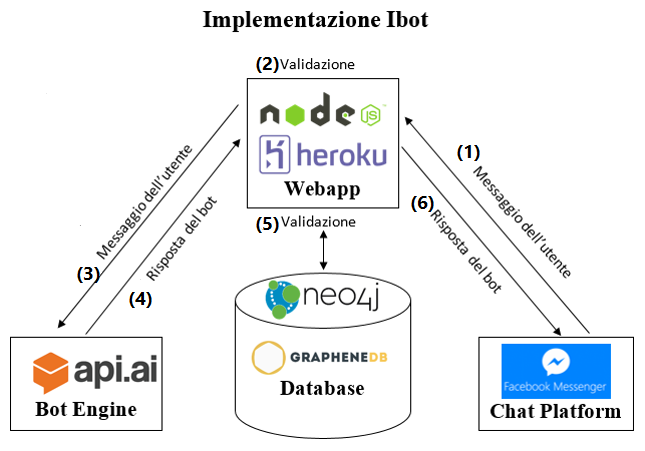 Implementazione Ibot
(2) Validazione
node JS
heroku
Webapp
(5) Validazione
(3) Messaggio dell'utente
(4) Risposta del bot
(1) Messaggio dell'utente
(6) Risposta del bot
api.ai
Bot Engine
neo4j
GRAPHENEDB
Database
Facebook Messenger
Chat Platform